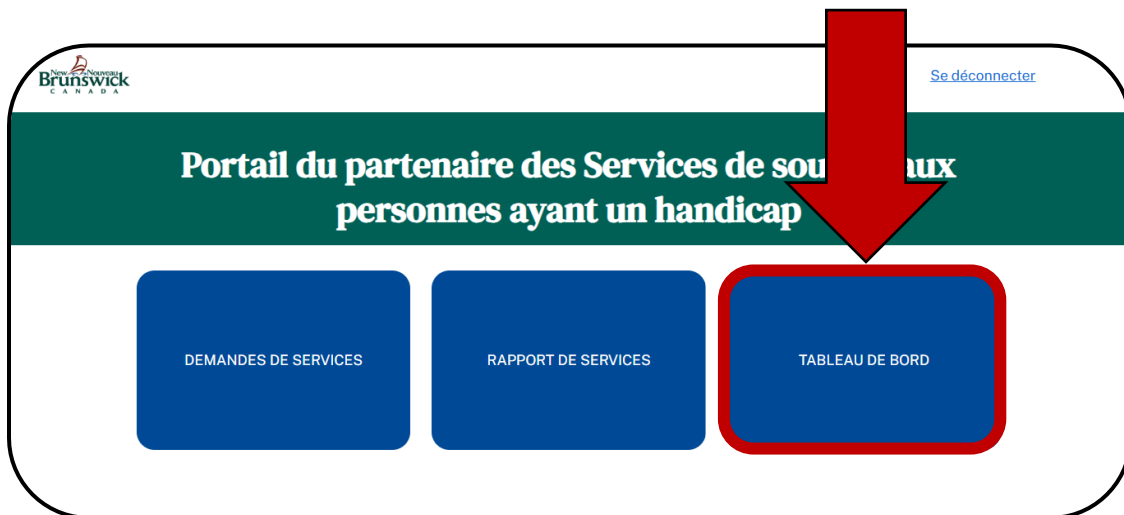 New Nouveau
Brunswick
CANADA
Se déconnecter
Portail du partenaire des Services de sou aux
personnes ayant un handicap
DEMANDES DE SERVICES
RAPPORT DE SERVICES
TABLEAU DE BORD